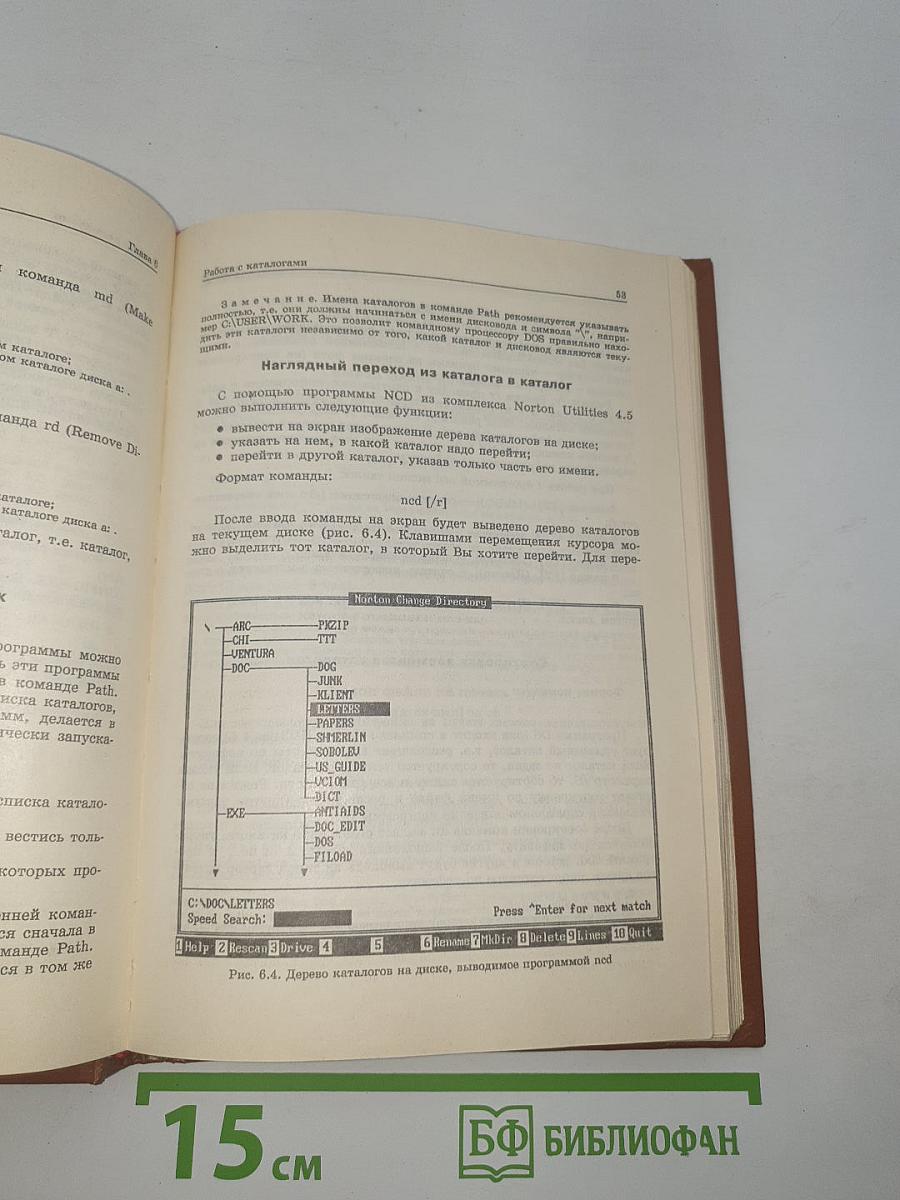 Глава 6
команда md (Make
м каталоге;
ом каталоге диска a: .
манда rd (Remove Di-
каталоге;
каталоге диска a: .
талог, т.е. каталог,
программы можно
ь эти программы
в команде Path.
писка каталогов,
амм, делается в
ически запуска-
списка катало-
вестись толь-
которых про-
енней коман-
ся сначала в
оманде Path.
ся в том же
Работа с каталогами
53
Замечание. Имена каталогов в команде Path рекомендуется указывать
полностью, т.е. они должны начинаться с имени дисковода и символа "\", напри-
мер C:\USER\WORK. Это позволит командному процессору DOS правильно нахо-
дить эти каталоги независимо от того, какой каталог и дисковод являются теку-
щими.
Наглядный переход из каталога в каталог
С помощью программы NCD из комплекса Norton Utilities 4.5
можно выполнить следующие функции:
• вывести на экран изображение дерева каталогов на диске;
• указать на нем, в какой каталог надо перейти;
• перейти в другой каталог, указав только часть его имени.
Формат команды:
ncd [/r]
После ввода команды на экран будет выведено дерево каталогов
на текущем диске (рис. 6.4). Клавишами перемещения курсора мо-
жно выделить тот каталог, в который Вы хотите перейти. Для пере-
Norton Change Directory
\ ARC PKZIP
CHI TTT
VENTURA
DOC DOG
JUNK
KLIENT
LETTERS
PAPERS
SHMERLIN
SOBOLEV
US_GUIDE
VCIOM
DICT
EXE ANTIAIDS
DOC_EDIT
DOS
FILOAD
C:\DOC\LETTERS
Speed Search: Press ^Enter for next match
1Help 2Rescan 3Drive 4 5 6Rename 7MkDir 8Delete 9Lines 10Quit
Рис. 6.4. Дерево каталогов на диске, выводимое программой ncd
15 см
БФ БИБЛИОФАН